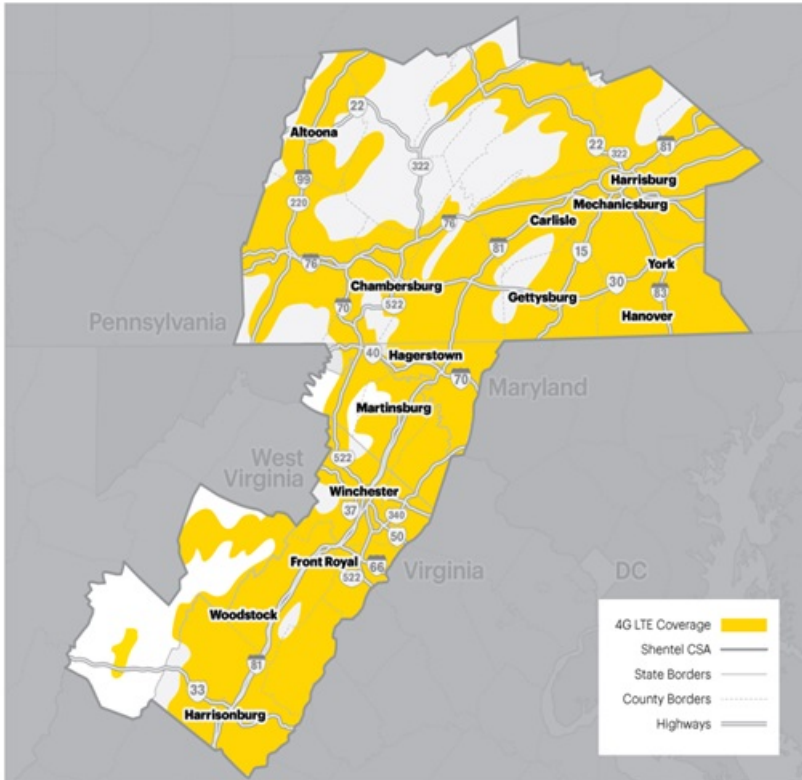 22
Altoona
322
22
322
81
99
Harrisburg
220
Mechanicsburg
Carlisle
76
81
15
76
York
Chambersburg
30
Gettysburg
83
70
522
Hanover
Pennsylvania
40
Hagerstown
70
Maryland
Martinsburg
West
Virginia
522
Winchester
37
340
50
Front Royal
66
522
Virginia
DC
Woodstock
81
33
Harrisonburg
4G LTE Coverage
Shentel CSA
State Borders
County Borders
Highways